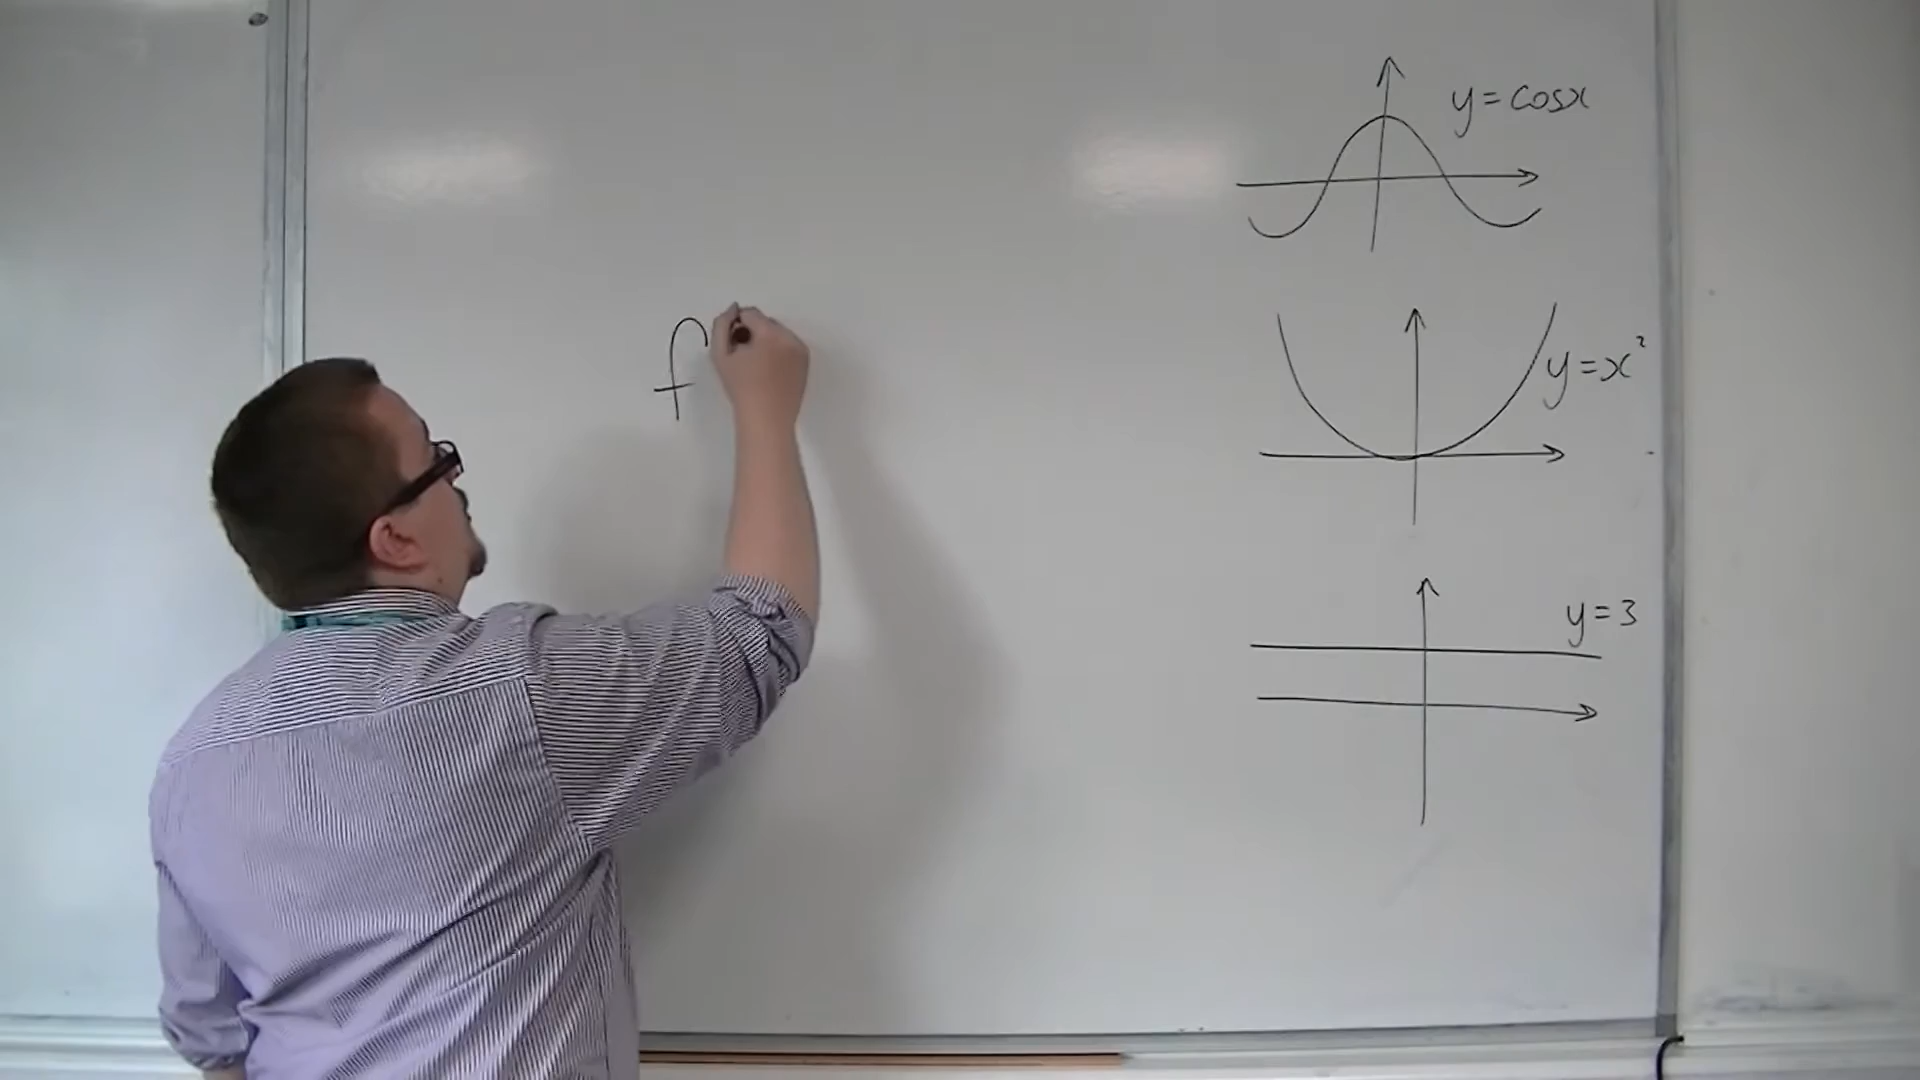 y = cosx
f
y = x²
y = 3